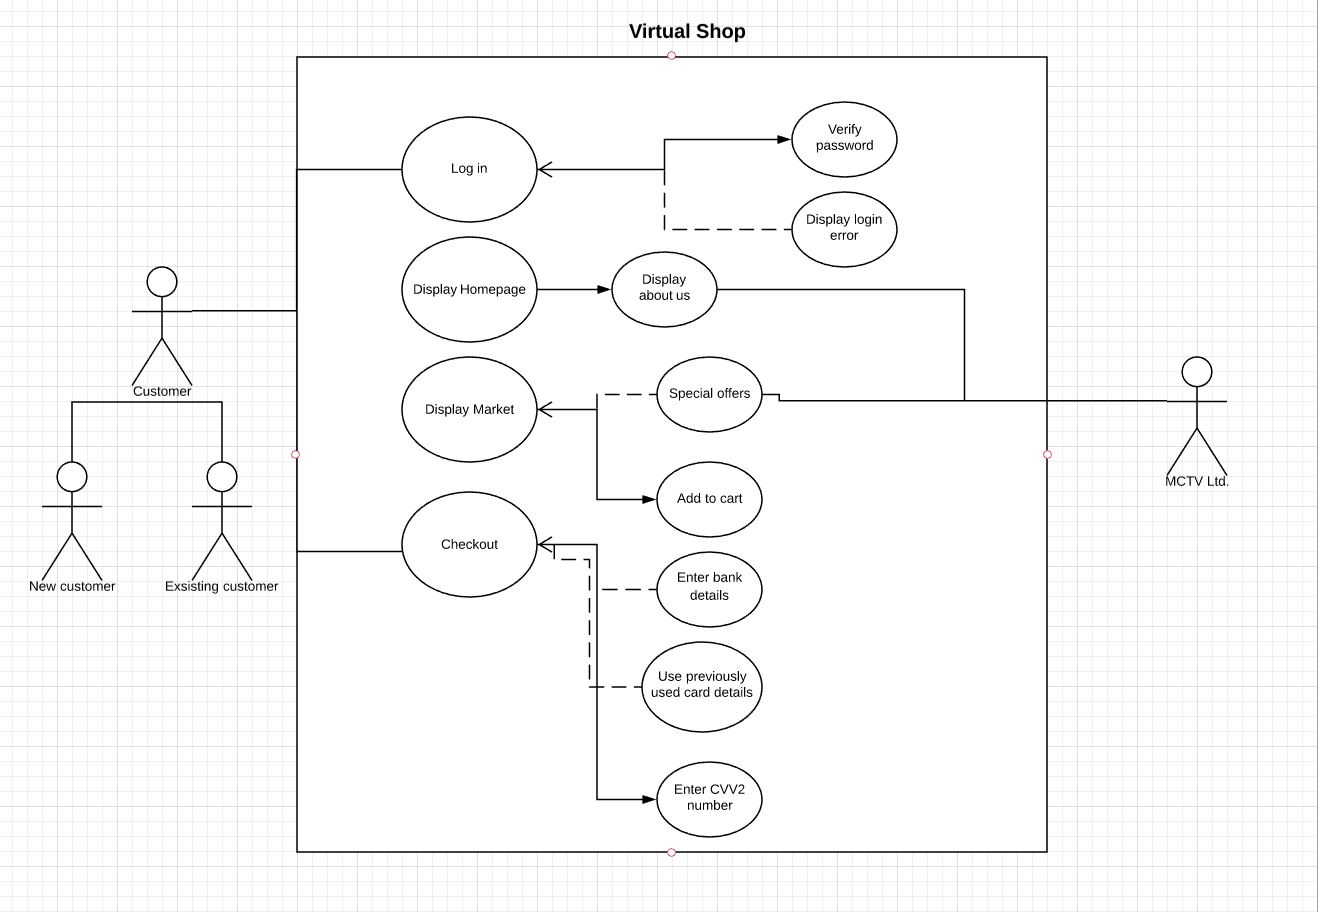 Virtual Shop
Verify
password
Log in
Display login
error
Display Homepage
Display
about us
Customer
Special offers
Display Market
MCTV Ltd.
Add to cart
Checkout
Enter bank
details
New customer
Exsisting customer
Use previously
used card details
Enter CVV2
number